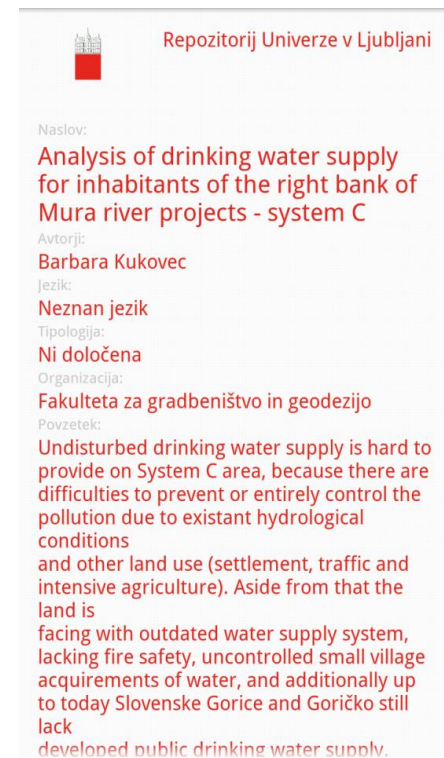 Repozitorij Univerze v Ljubljani
Naslov:
Analysis of drinking water supply
for inhabitants of the right bank of
Mura river projects - system C
Avtorji:
Barbara Kukovec
Jezik:
Neznan jezik
Tipologija:
Ni določena
Organizacija:
Fakulteta za gradbeništvo in geodezijo
Povzetek:
Undisturbed drinking water supply is hard to
provide on System C area, because there are
difficulties to prevent or entirely control the
pollution due to existant hydrological
conditions
and other land use (settlement, traffic and
intensive agriculture). Aside from that the
land is
facing with outdated water supply system,
lacking fire safety, uncontrolled small village
acquirements of water, and additionally up
to today Slovenske Gorice and Goričko still
lack
developed public drinking water supply.